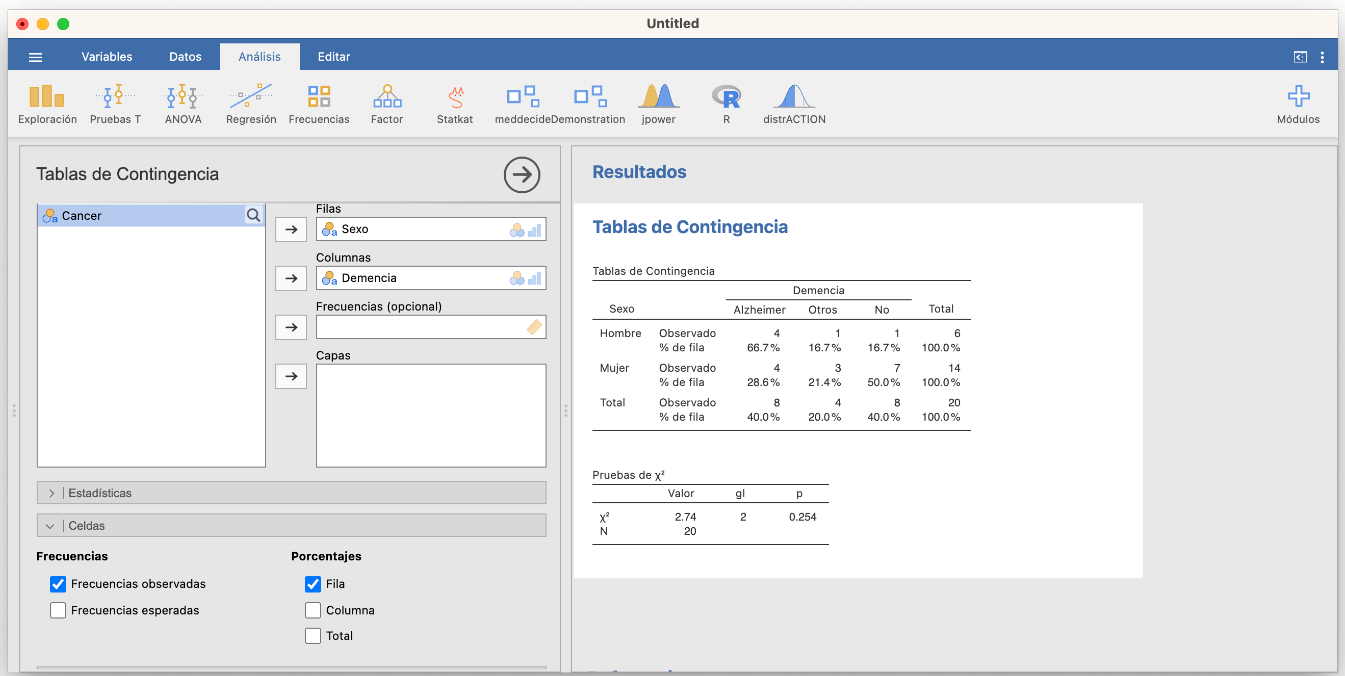 Untitled
Variables Datos Análisis Editar
Exploración Pruebas T ANOVA Regresión Frecuencias Factor Statkat meddecide Demonstration jpower R distrACTION Módulos
Tablas de Contingencia
Cancer
Filas
Sexo
Columnas
Demencia
Frecuencias (opcional)
Capas
Estadísticas
Celdas
Frecuencias Porcentajes
Frecuencias observadas Fila
Frecuencias esperadas Columna
Total
Resultados
Tablas de Contingencia
Tablas de Contingencia
Demencia
Sexo Alzheimer Otros No Total
Hombre Observado 4 1 1 6
% de fila 66.7% 16.7% 16.7% 100.0%
Mujer Observado 4 3 7 14
% de fila 28.6% 21.4% 50.0% 100.0%
Total Observado 8 4 8 20
% de fila 40.0% 20.0% 40.0% 100.0%
Pruebas de χ²
Valor gl p
χ² 2.74 2 0.254
N 20